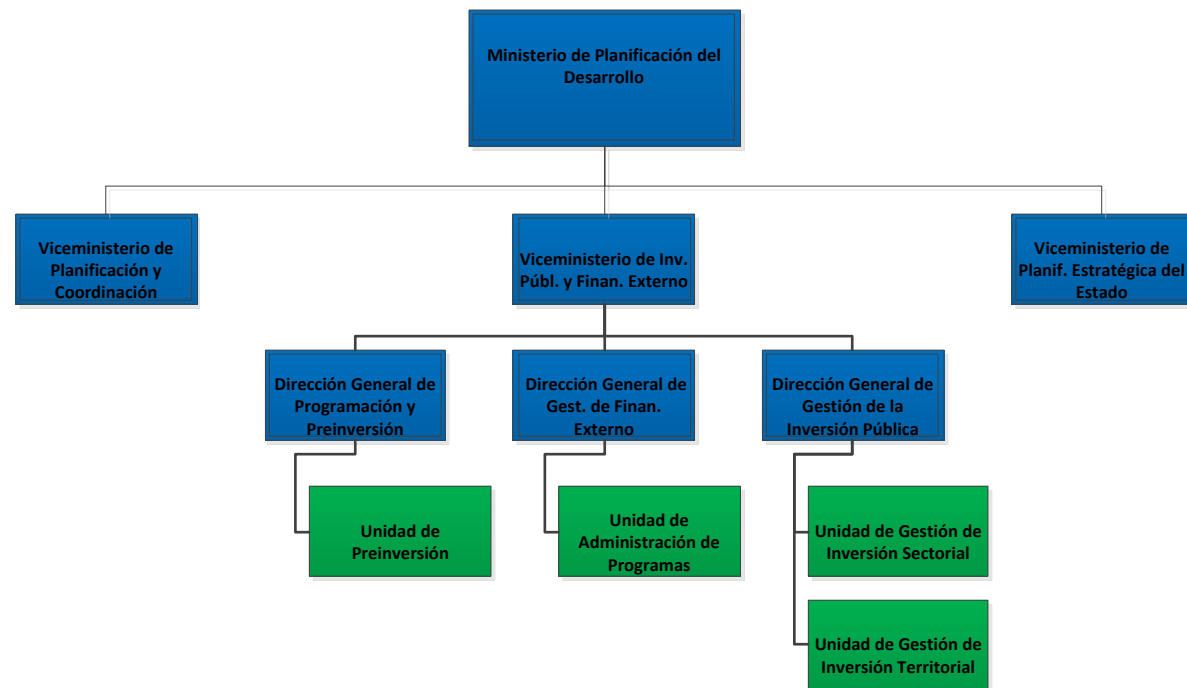 Ministerio de Planificación del
Desarrollo
Viceministerio de
Planificación y
Coordinación
Viceministerio de Inv.
Públ. y Finan. Externo
Viceministerio de
Planif. Estratégica del
Estado
Dirección General de
Programación y
Preinversión
Dirección General de
Gest. de Finan.
Externo
Dirección General de
Gestión de la
Inversión Pública
Unidad de
Preinversión
Unidad de
Administración de
Programas
Unidad de Gestión de
Inversión Sectorial
Unidad de Gestión de
Inversión Territorial